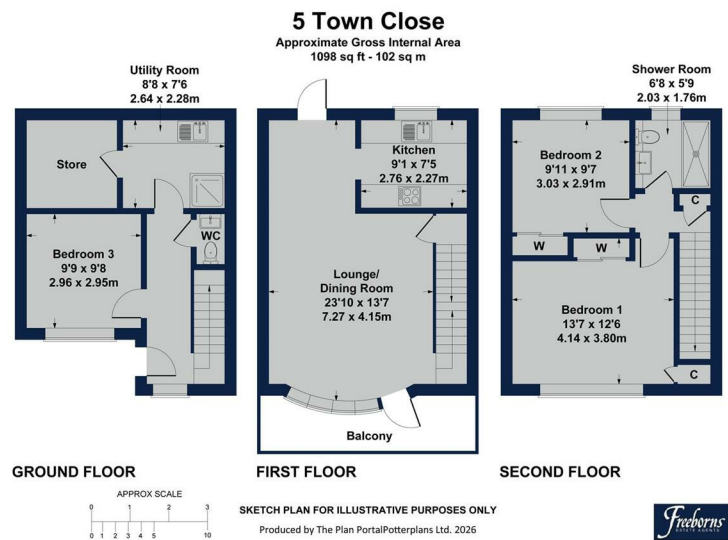 5 Town Close
Approximate Gross Internal Area
1098 sq ft - 102 sq m
Utility Room
8'8 x 7'6
2.64 x 2.28m
Store
Bedroom 3
9'9 x 9'8
2.96 x 2.95m
WC
GROUND FLOOR
Kitchen
9'1 x 7'5
2.76 x 2.27m
Lounge/
Dining Room
23'10 x 13'7
7.27 x 4.15m
Balcony
FIRST FLOOR
Shower Room
6'8 x 5'9
2.03 x 1.76m
Bedroom 2
9'11 x 9'7
3.03 x 2.91m
C
W
W
Bedroom 1
13'7 x 12'6
4.14 x 3.80m
C
SECOND FLOOR
APPROX SCALE
0 1 2 3
0 1 2 3 4 5 10
SKETCH PLAN FOR ILLUSTRATIVE PURPOSES ONLY
Produced by The Plan PortalPotterplans Ltd. 2026
Freeborns
ESTATE AGENTS